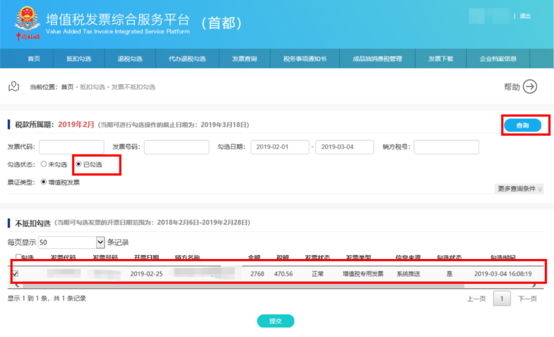 增值税发票综合服务平台 （首都）
Value Added Tax Invoice Integrated Service Platform
中国税务
| 退出
首页 抵扣勾选 退税勾选 代办退税勾选 发票查询 税务事项通知书 成品油消费税管理 发票下载 企业档案信息
当前位置：首页 - 抵扣勾选 - 发票不抵扣勾选
帮助
税款所属期：2019年2月 (当期可进行勾选操作的截止日期为：2019年3月18日)
查询
发票代码： 发票号码： 勾选日期： 2019-02-01 - 2019-03-04 销方税号：
勾选状态： 未勾选 已勾选
票证类型： 增值税发票
更多查询条件
不抵扣勾选 (当期可勾选发票的开票日期范围为：2018年2月6日-2019年2月28日)
每页显示 50 条记录
勾选 发票代码 发票号码 开票日期 销方名称 金额 税额 发票状态 发票类型 信息来源 勾选状态 勾选时间
2019-02-25 2768 470.56 正常 增值税专用发票 系统推送 是 2019-03-04 16:08:19
显示 1 到 1 条，共 1 条记录
上一页 1 下一页
提交